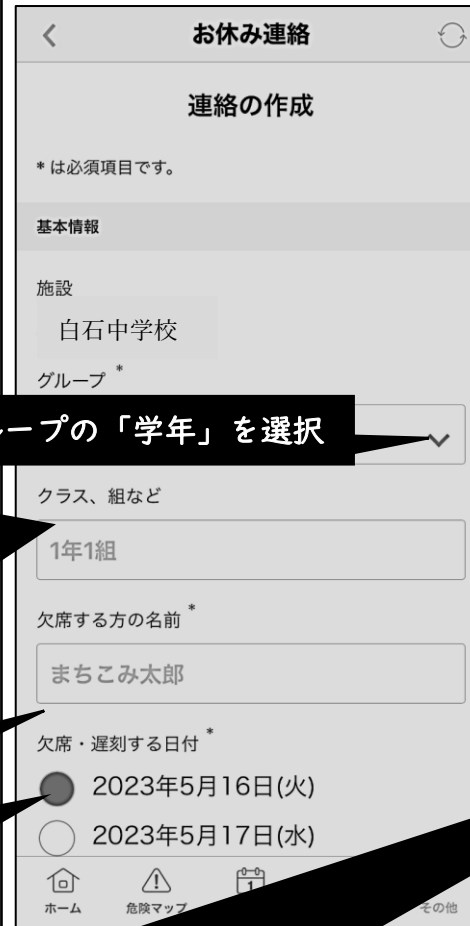 お休み連絡
連絡の作成
* は必須項目です。
基本情報
施設
白石中学校
グループ *
ープの「学年」を選択
クラス、組など
1年1組
欠席する方の名前 *
まちこみ太郎
欠席・遅刻する日付 *
2023年5月16日(火)
2023年5月17日(水)
1
ホーム 危険マップ その他